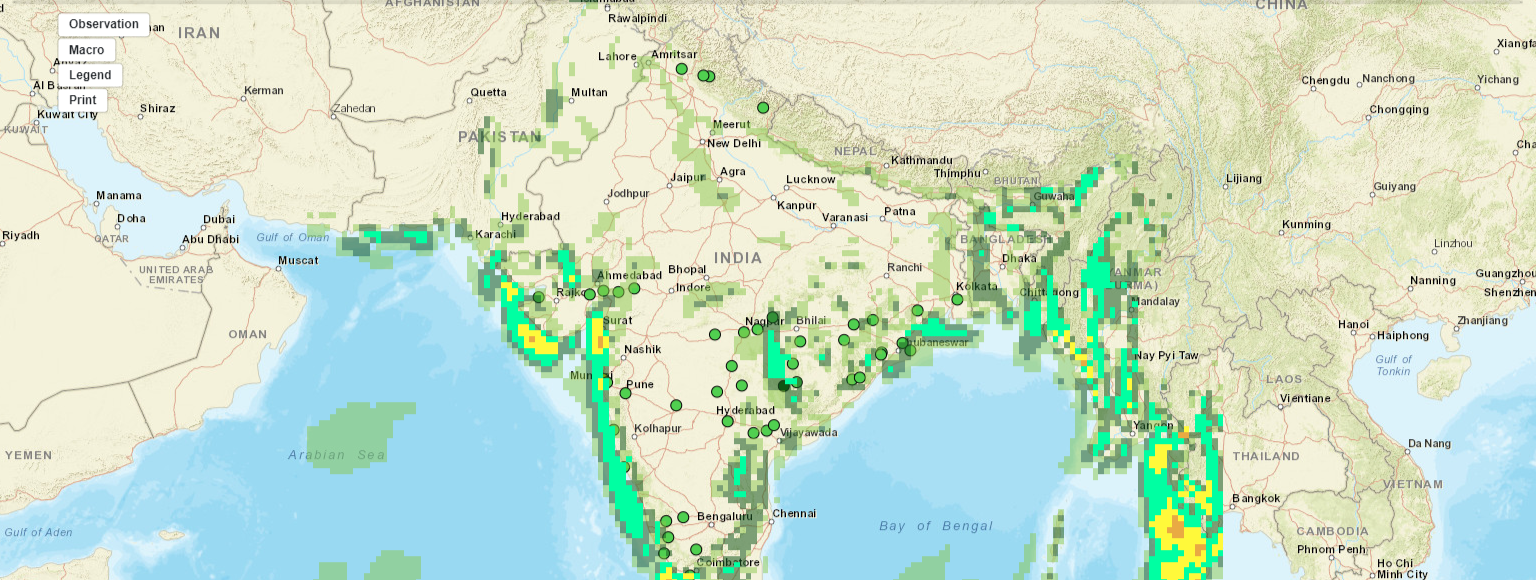 AFGHANISTAN
Islamabad
Rawalpindi
CHINA
Observation
IRAN
Macro
Legend
Print
Lahore
Amritsar
Xiangfa
Al Basrah
Kuwait City
KUWAIT
Shiraz
Kerman
Zahedan
Quetta
Multan
Chengdu
Nanchong
Yichang
Chongqing
PAKISTAN
Meerut
New Delhi
NEPAL
Kathmandu
Thimphu
BHUTAN
Cha
Manama
Doha
QATAR
Dubai
Abu Dhabi
Riyadh
Gulf of Oman
Muscat
UNITED ARAB
EMIRATES
Hyderabad
Karachi
Jodhpur
Jaipur
Agra
Lucknow
Kanpur
Varanasi
Patna
Guwaha
Lijiang
Guiyang
Kunming
Linzhou
BANGLADESH
Dhaka
INDIA
Ahmedabad
Bhopal
Indore
Ranchi
Kolkata
Mandalay
Nanning
Guangzhou
Shenzhen
OMAN
Surat
Nashik
Nagpur
Bhilai
Hanoi
Haiphong
Zhanjiang
Nay Pyi Taw
Gulf of
Tonkin
LAOS
Vientiane
Pune
Hyderabad
Kolhapur
Vijayawada
Yangon
YEMEN
Arabian Sea
Da Nang
THAILAND
VIETNAM
Bangkok
Gulf of Aden
Bengaluru
Chennai
Bay of Bengal
CAMBODIA
Phnom Penh
Coimbatore
Ho Chi
Minh City